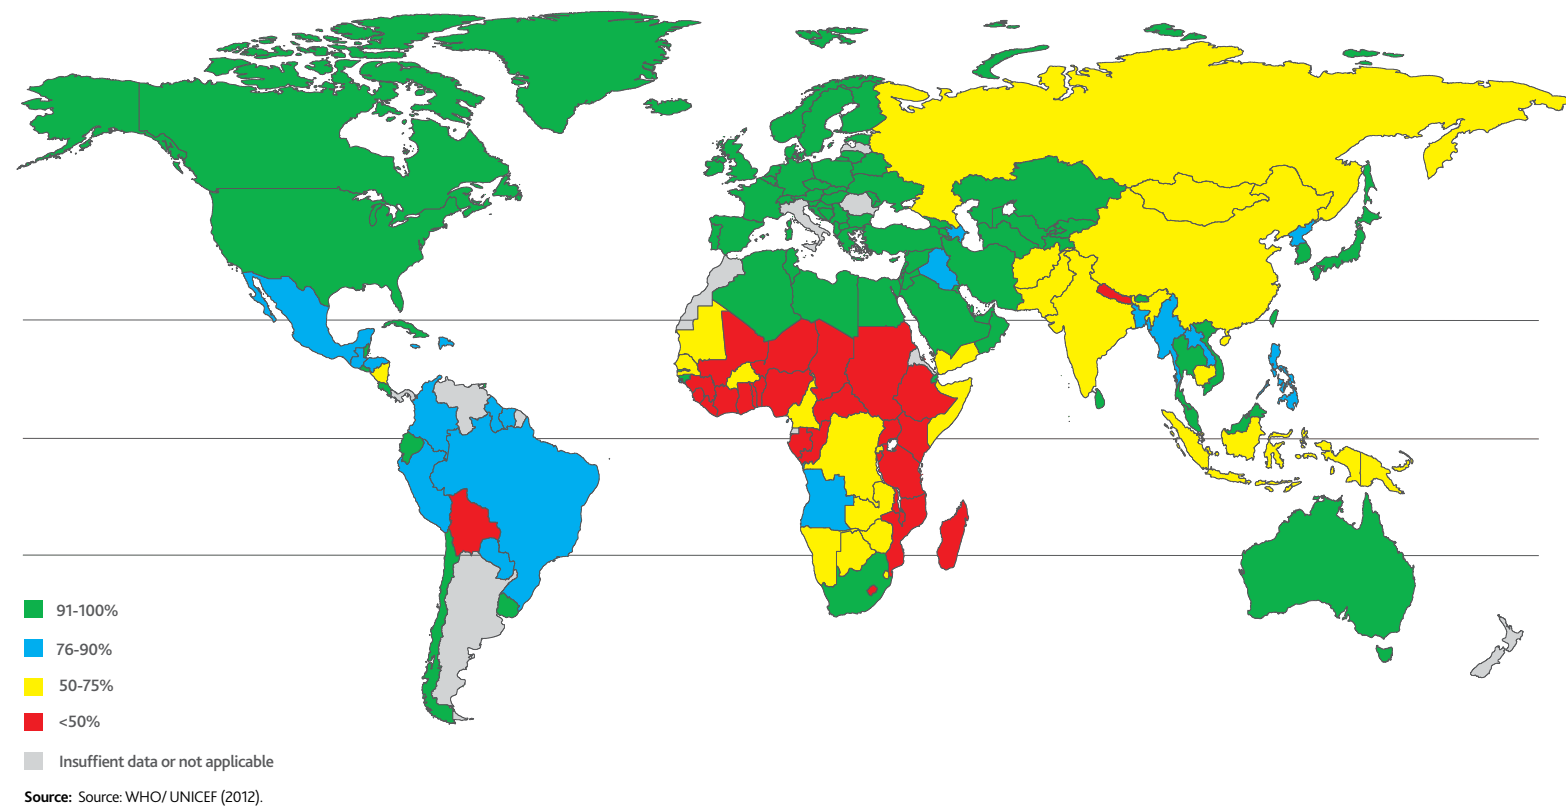 91-100%
76-90%
50-75%
<50%
Insuffient data or not applicable
Source: Source: WHO/ UNICEF (2012).